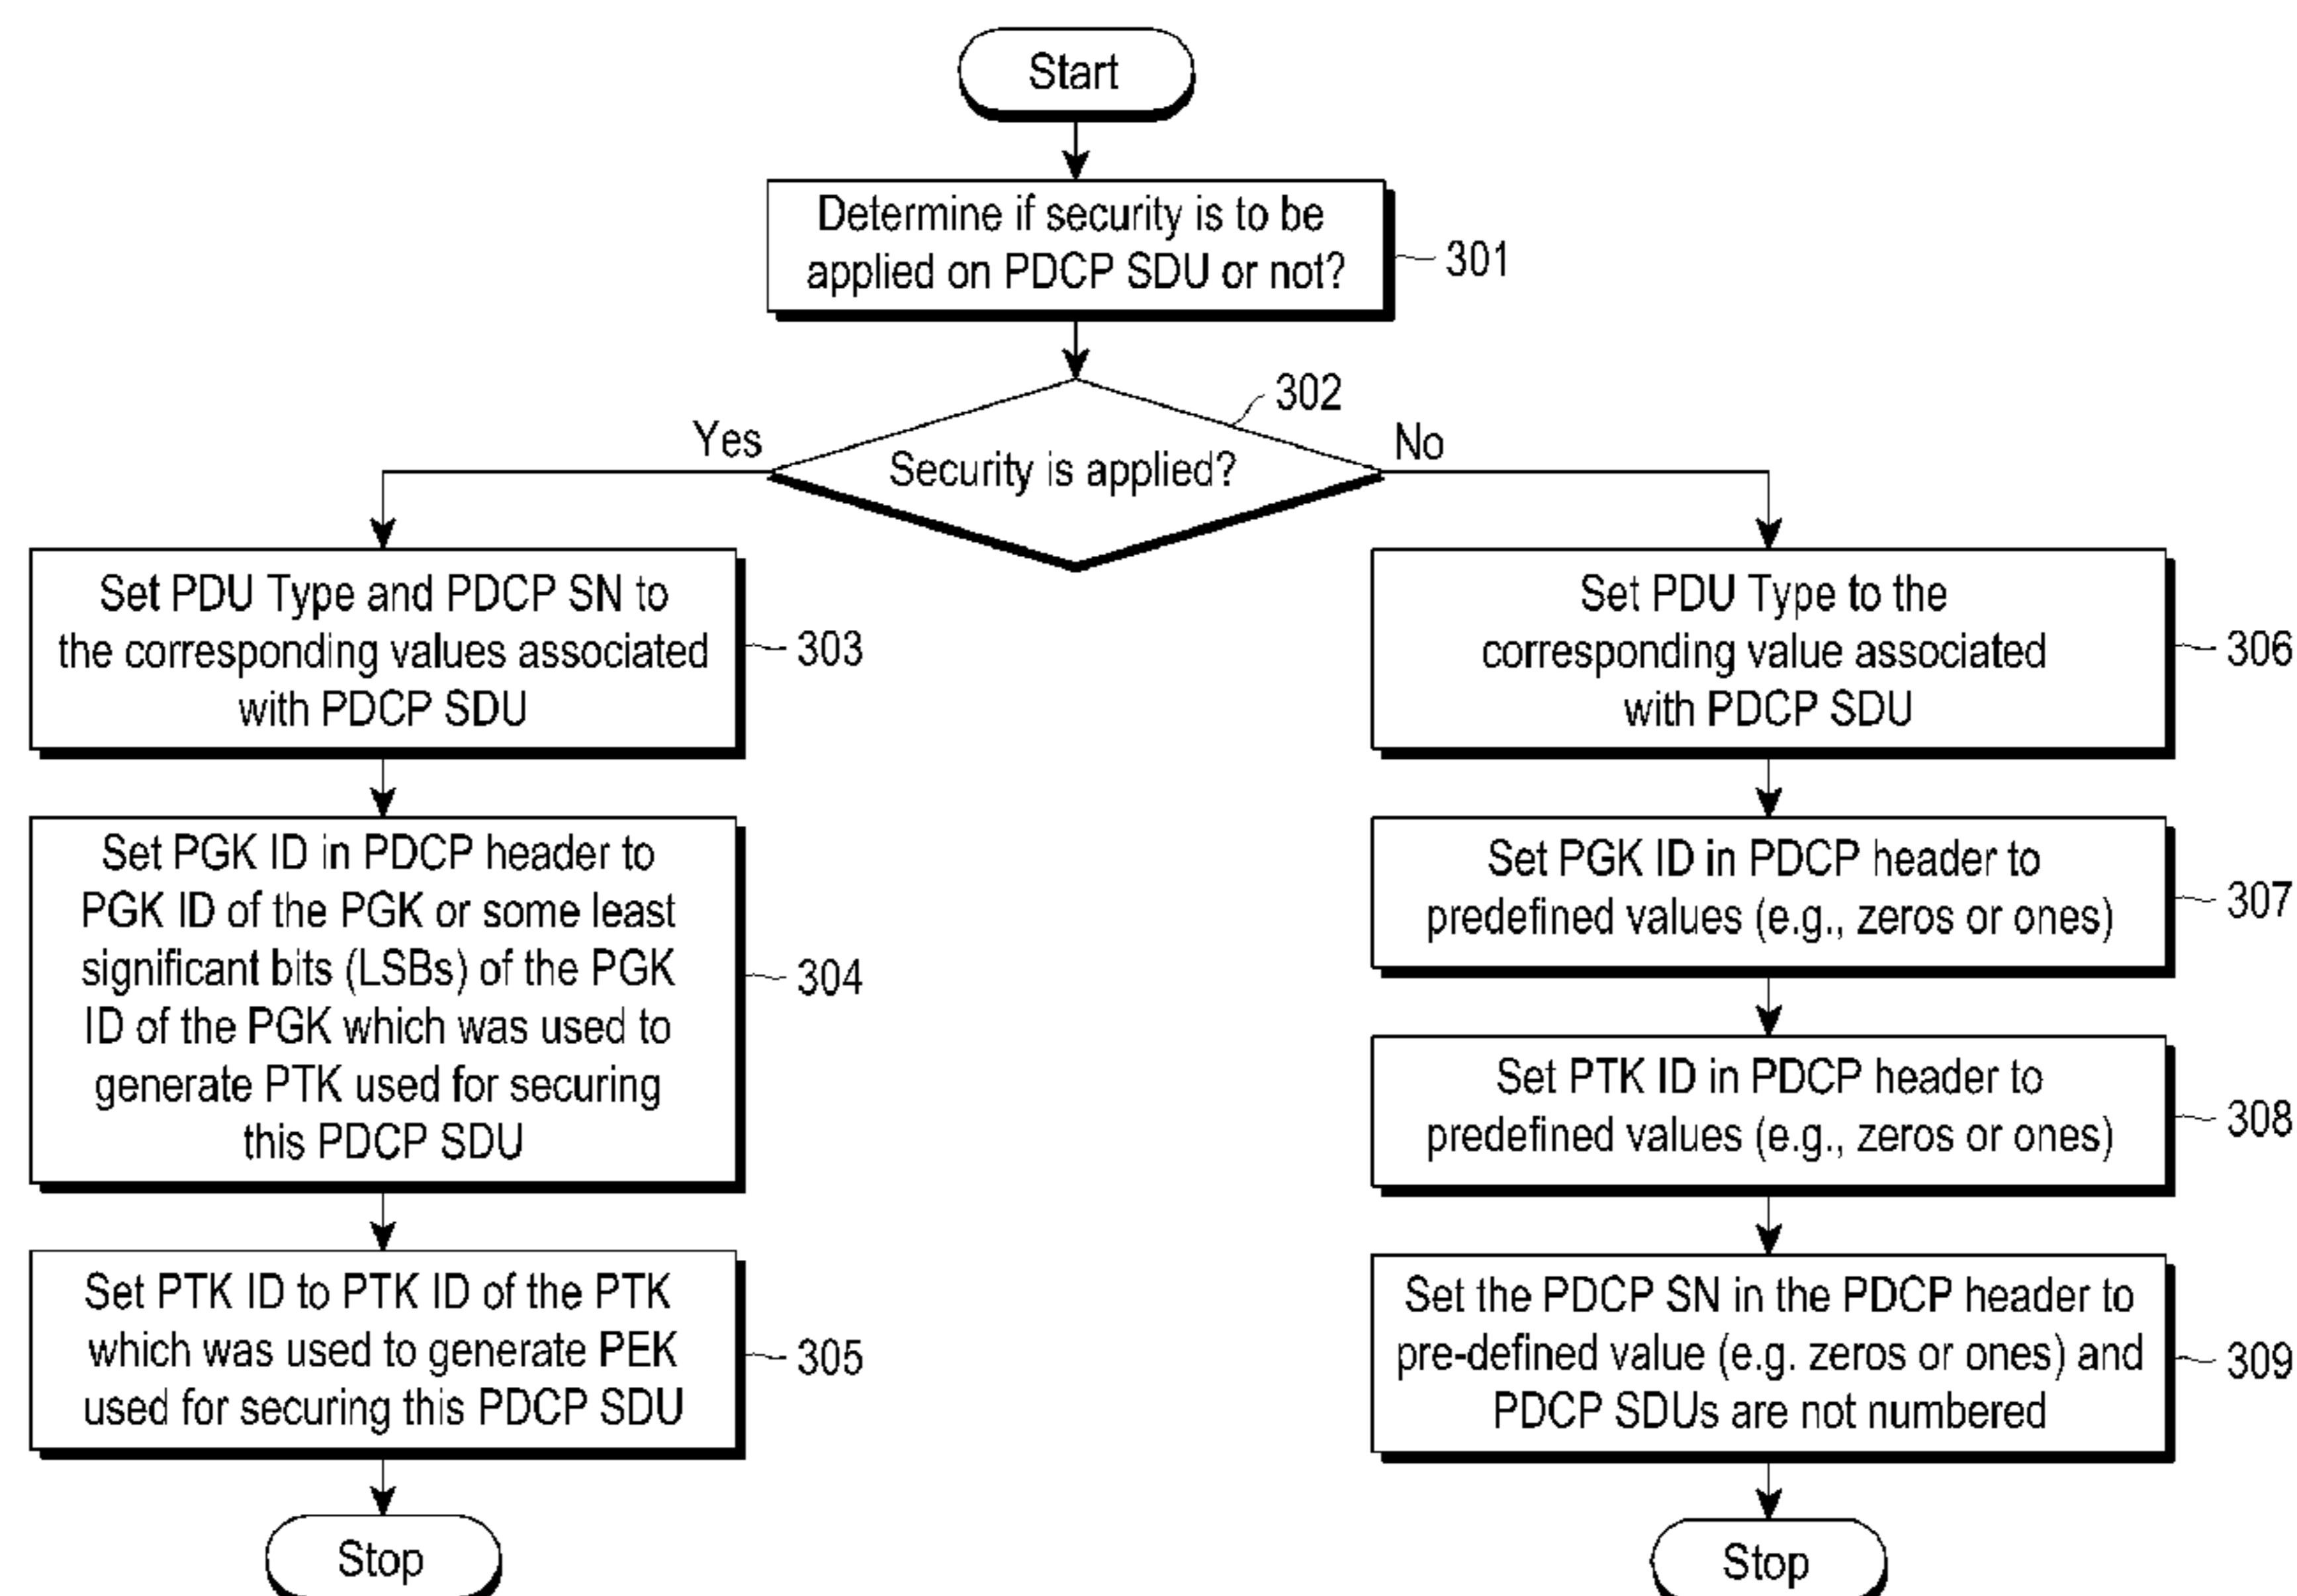 Start
Determine if security is to be
applied on PDCP SDU or not?
301
302
Yes
No
Security is applied?
Set PDU Type and PDCP SN to
the corresponding values associated
with PDCP SDU
303
Set PGK ID in PDCP header to
PGK ID of the PGK or some least
significant bits (LSBs) of the PGK
ID of the PGK which was used to
generate PTK used for securing
this PDCP SDU
304
Set PTK ID to PTK ID of the PTK
which was used to generate PEK
used for securing this PDCP SDU
305
Stop
Set PDU Type to the
corresponding value associated
with PDCP SDU
306
Set PGK ID in PDCP header to
predefined values (e.g., zeros or ones)
307
Set PTK ID in PDCP header to
predefined values (e.g., zeros or ones)
308
Set the PDCP SN in the PDCP header to
pre-defined value (e.g. zeros or ones) and
PDCP SDUs are not numbered
309
Stop